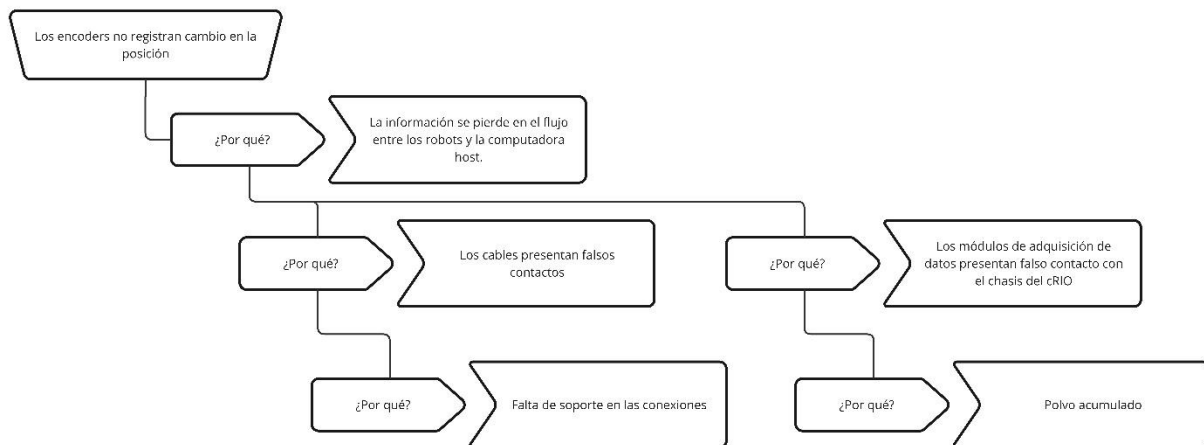 Los encoders no registran cambio en la
posición
¿Por qué?
La información se pierde en el flujo
entre los robots y la computadora
host.
¿Por qué?
Los cables presentan falsos
contactos
¿Por qué?
Los módulos de adquisición de
datos presentan falso contacto con
el chasis del cRIO
¿Por qué?
Falta de soporte en las conexiones
¿Por qué?
Polvo acumulado